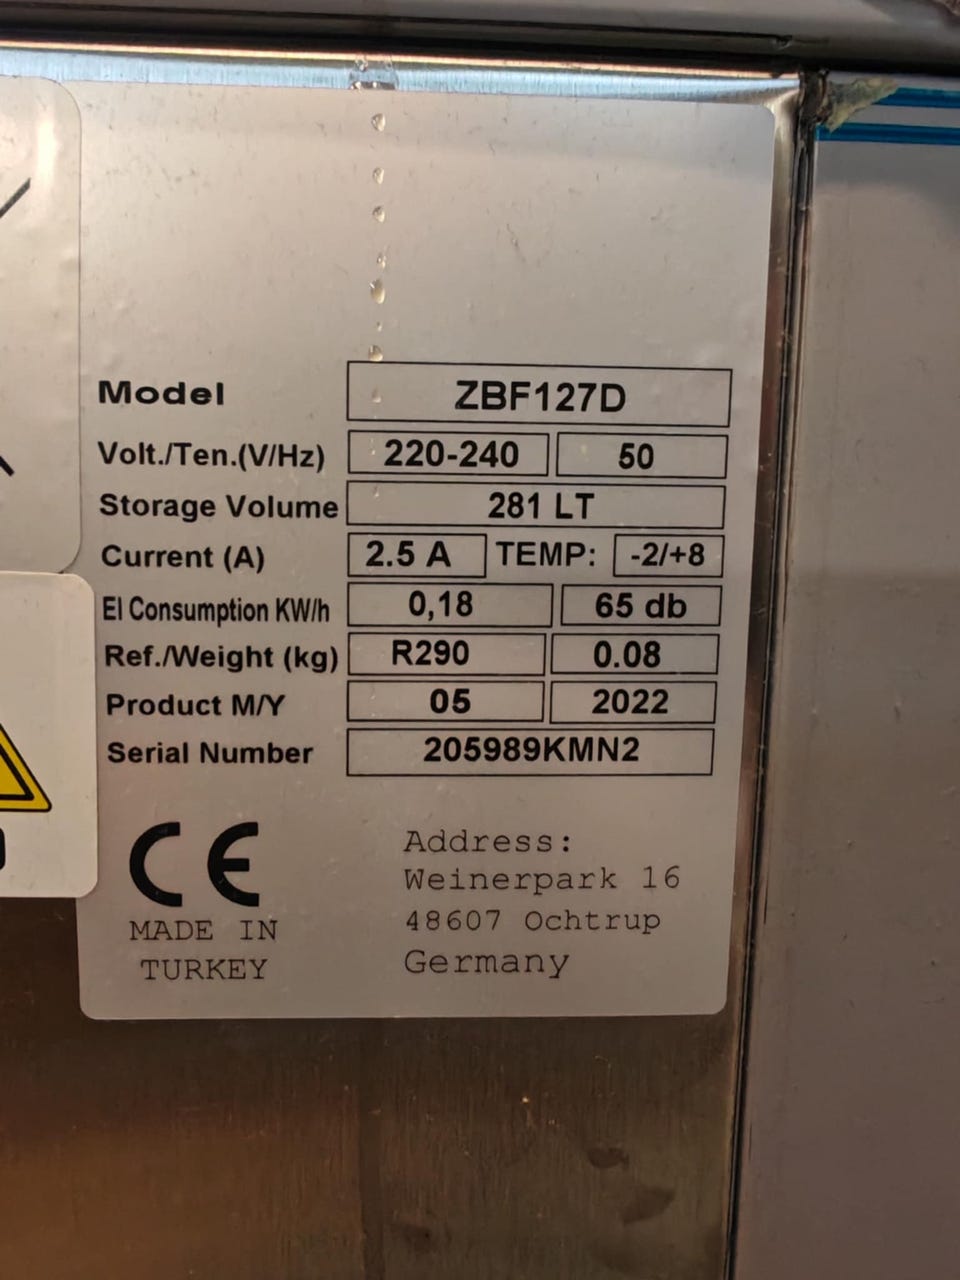 Model ZBF127D
Volt./Ten.(V/Hz) 220-240 50
Storage Volume 281 LT
Current (A) 2.5 A TEMP: -2/+8
El Consumption KW/h 0,18 65 db
Ref./Weight (kg) R290 0.08
Product M/Y 05 2022
Serial Number 205989KMN2
CE
MADE IN
TURKEY
Address:
Weinerpark 16
48607 Ochtrup
Germany